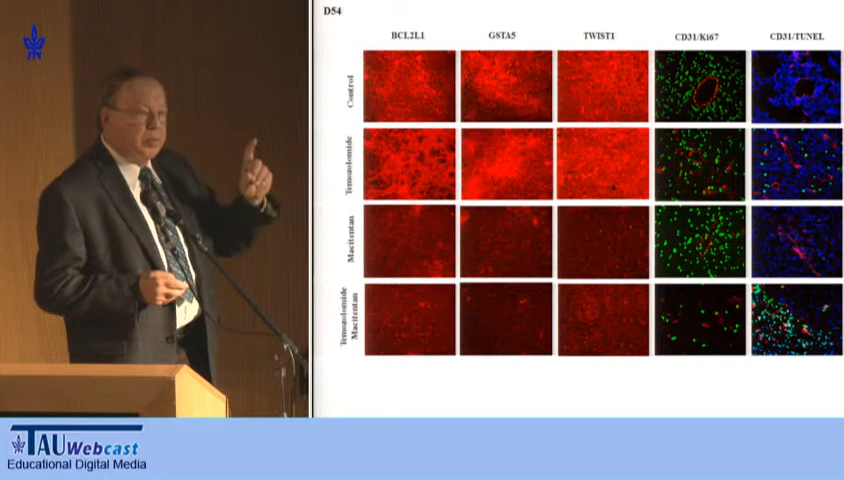 D54
BCL2L1 GSTA5 TWIST1 CD31/Ki67 CD31/TUNEL
Control
Temozolomide
Macitentan
Temozolomide
Macitentan
TAUWebcast
Educational Digital Media